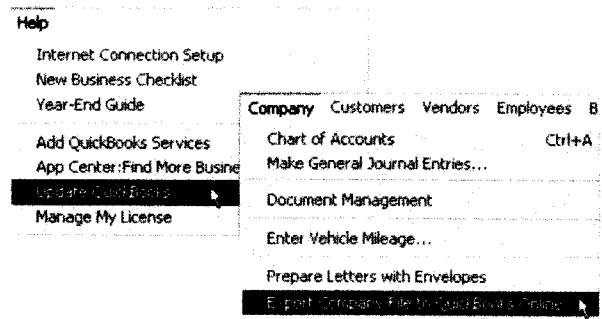 Help
Internet Connection Setup
New Business Checklist
Year-End Guide
Add QuickBooks Services
App Center:Find More Busine
Update QuickBooks
Manage My License
Company Customers Vendors Employees B
Chart of Accounts Ctrl+A
Make General Journal Entries...
Document Management
Enter Vehicle Mileage...
Prepare Letters with Envelopes
Export Company File to QuickBooks Online